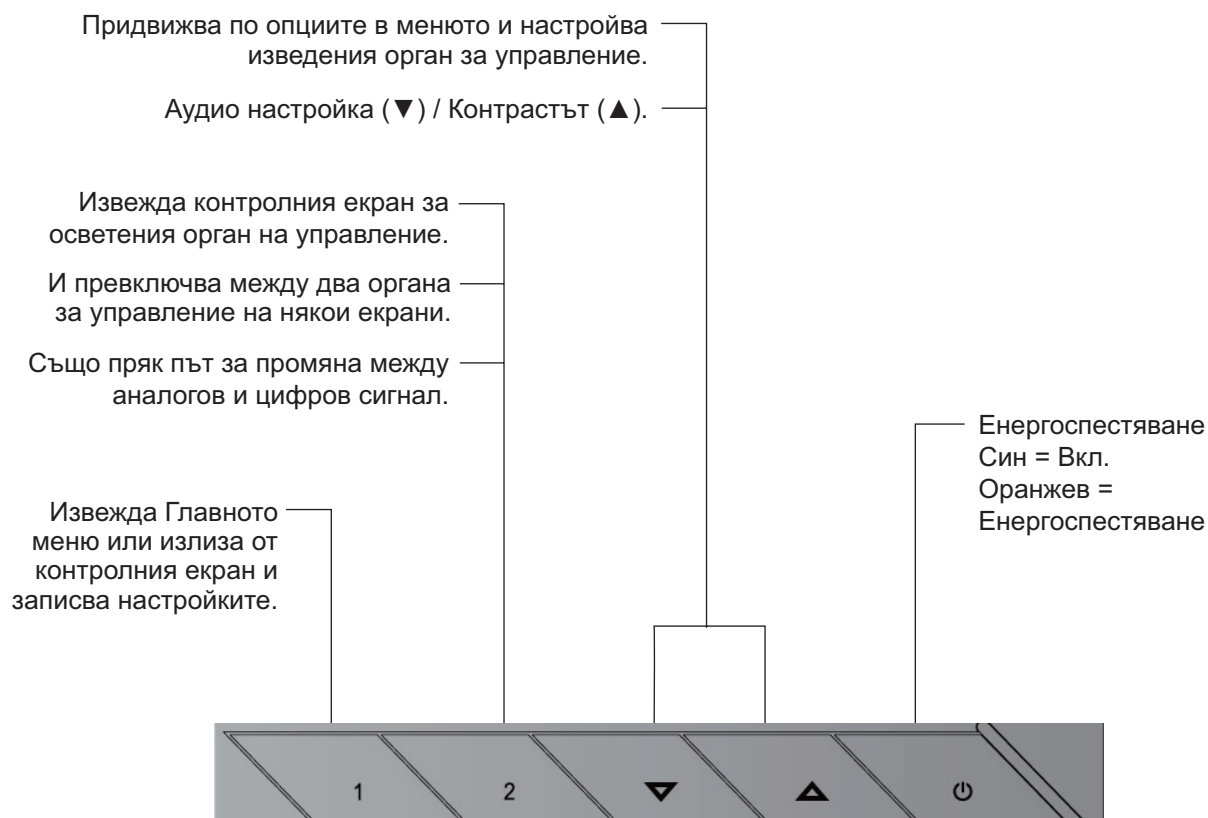 Придвижва по опциите в менюто и настройва
изведения орган за управление.
Аудио настройка (▼) / Контрастът (▲).
Извежда контролния екран за
осветения орган на управление.
И превключва между два органа
за управление на някои екрани.
Също пряк път за промяна между
аналогов и цифров сигнал.
Енергоспестяване
Син = Вкл.
Оранжев =
Енергоспестяване
Извежда Главното
меню или излиза от
контролния екран и
записва настройките.
1 2